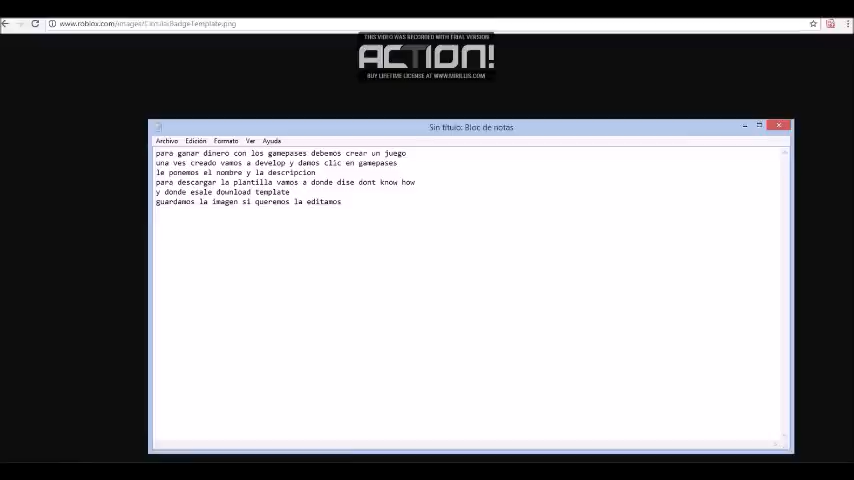 www.roblox.com/images/CircularBadgeTemplate.png
THIS VIDEO WAS RECORDED WITH TRIAL VERSION
ACTION!
BUY LIFETIME LICENSE AT WWW.MIRILLIS.COM
Sin título: Bloc de notas
Archivo Edición Formato Ver Ayuda
para ganar dinero con los gamepases debemos crear un juego
una ves creado vamos a develop y damos clic en gamepases
le ponemos el nombre y la descripcion
para descargar la plantilla vamos a donde dise dont know how
y donde esale download template
guardamos la imagen si queremos la editamos